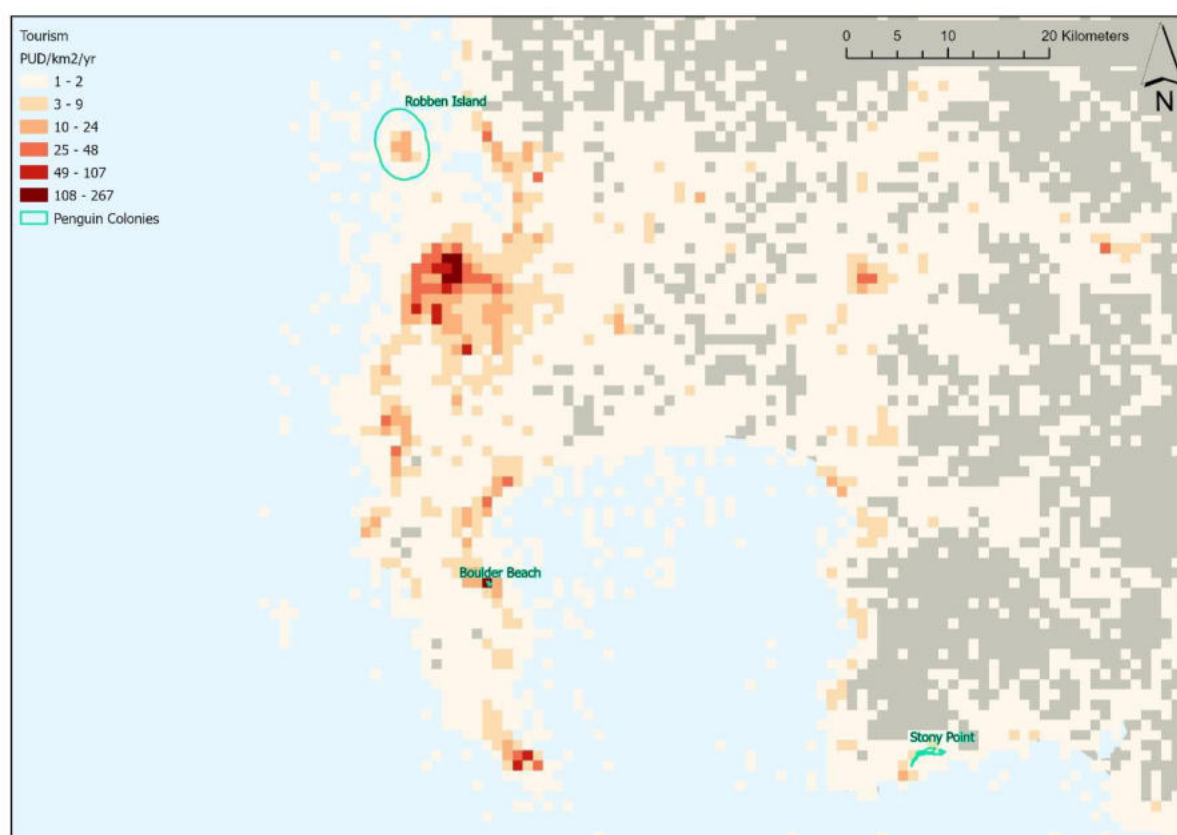 Tourism
PUD/km2/yr
1 - 2
3 - 9
10 - 24
25 - 48
49 - 107
108 - 267
Penguin Colonies
0 5 10 20 Kilometers
N
Robben Island
Boulder Beach
Stony Point